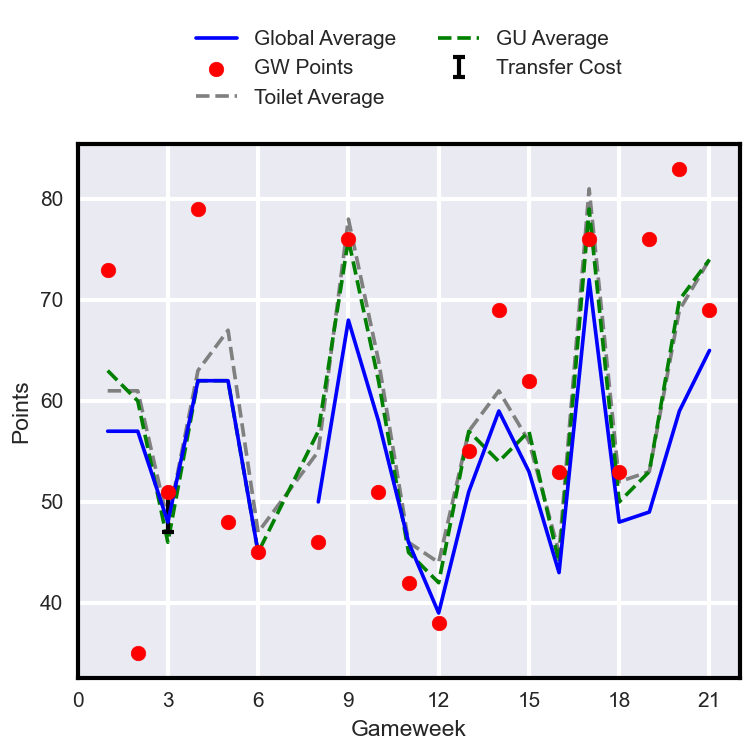 Global Average
GW Points
Toilet Average
GU Average
Transfer Cost
Points
80
70
60
50
40
0 3 6 9 12 15 18 21
Gameweek